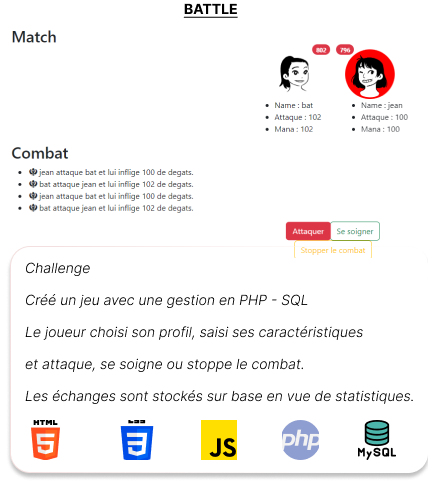 BATTLE
Match
802 796
Name : bat
Attaque : 102
Mana : 102
Name : jean
Attaque : 100
Mana : 100
Combat
jean attaque bat et lui inflige 100 de degats.
bat attaque jean et lui inflige 102 de degats.
jean attaque bat et lui inflige 100 de degats.
bat attaque jean et lui inflige 102 de degats.
Attaquer Se soigner
Stopper le combat
Challenge
Créé un jeu avec une gestion en PHP - SQL
Le joueur choisi son profil, saisi ses caractéristiques
et attaque, se soigne ou stoppe le combat.
Les échanges sont stockés sur base en vue de statistiques.
HTML 5 CSS 3 JS php MySQL